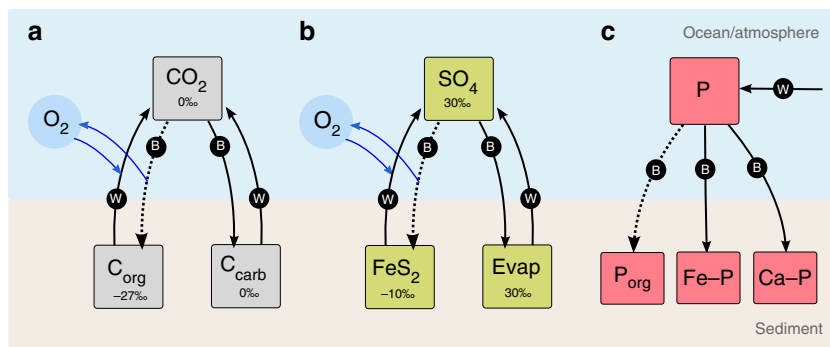 a
b
c
Ocean/atmosphere
CO2
0‰
O2
B
B
W
W
Corg
–27‰
Ccarb
0‰
SO4
30‰
O2
B
B
W
W
FeS2
–10‰
Evap
30‰
P
W
B
B
B
Porg
Fe–P
Ca–P
Sediment